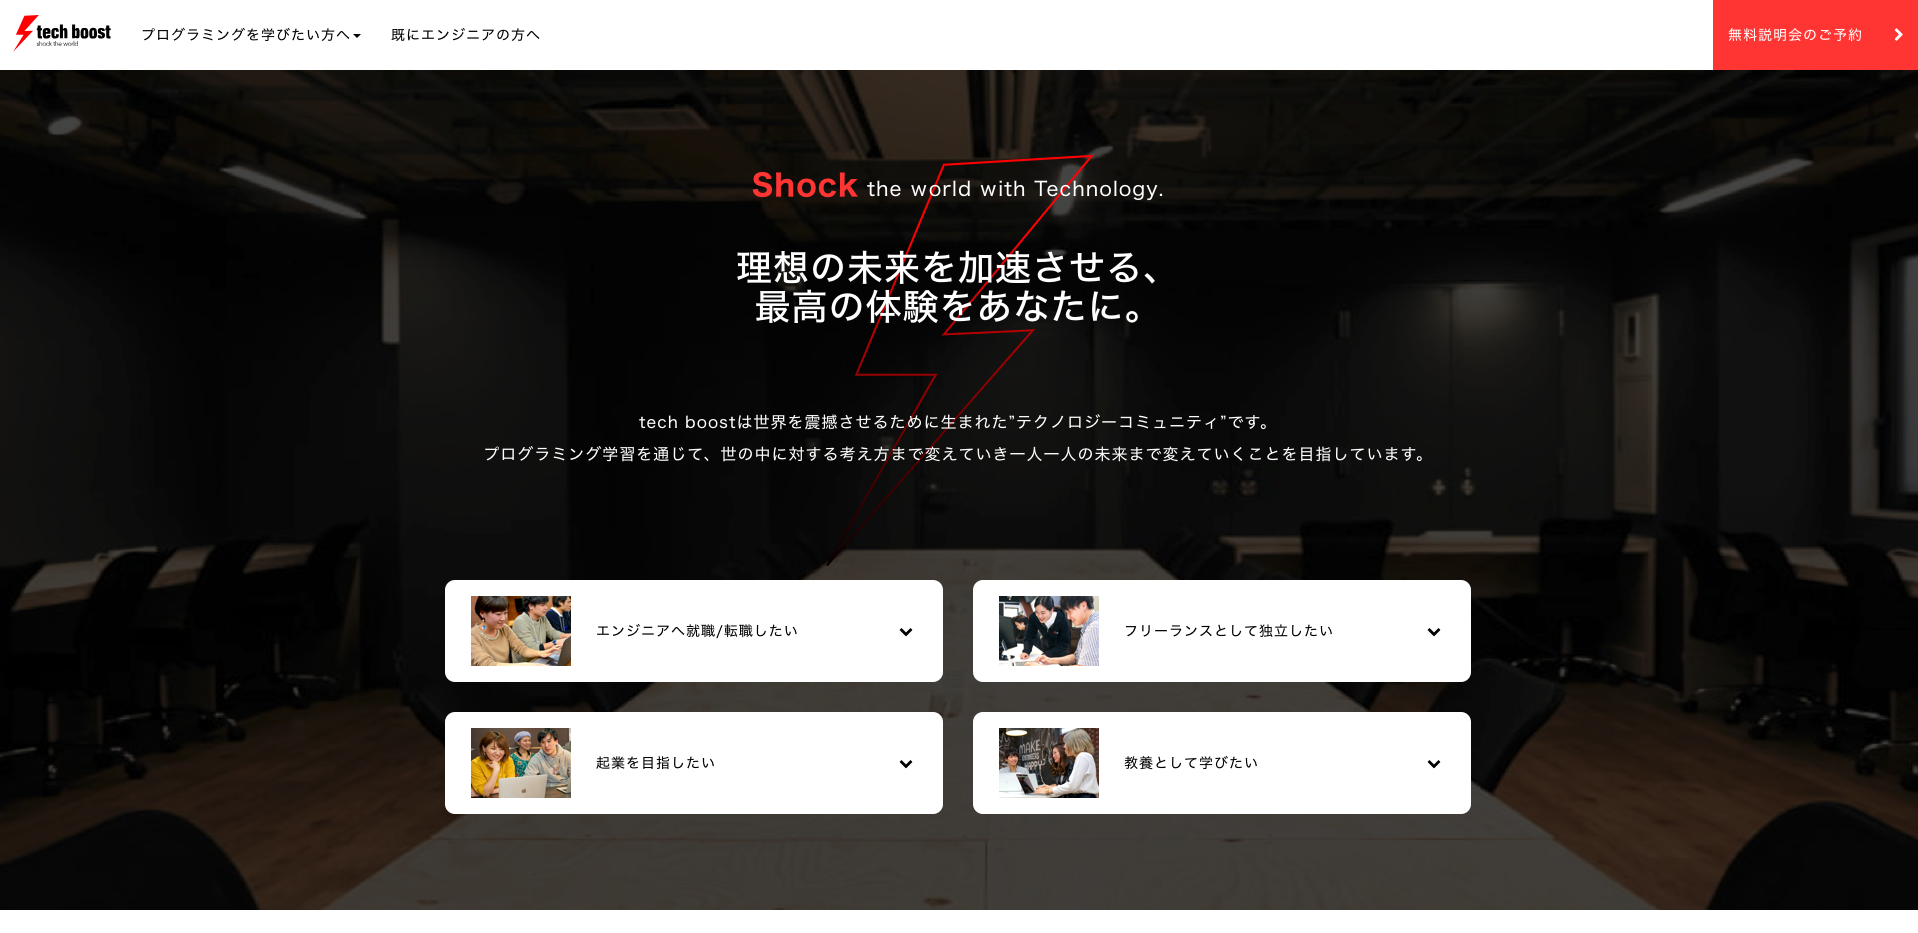 tech boost
shock the world
プログラミングを学びたい方へ
既にエンジニアの方へ
無料説明会のご予約
Shock the world with Technology.
理想の未来を加速させる、
最高の体験をあなたに。
tech boostは世界を震撼させるために生まれた”テクノロジーコミュニティ”です。
プログラミング学習を通じて、世の中に対する考え方まで変えていき一人一人の未来まで変えていくことを目指しています。
エンジニアへ就職/転職したい
フリーランスとして独立したい
起業を目指したい
教養として学びたい
MAKE